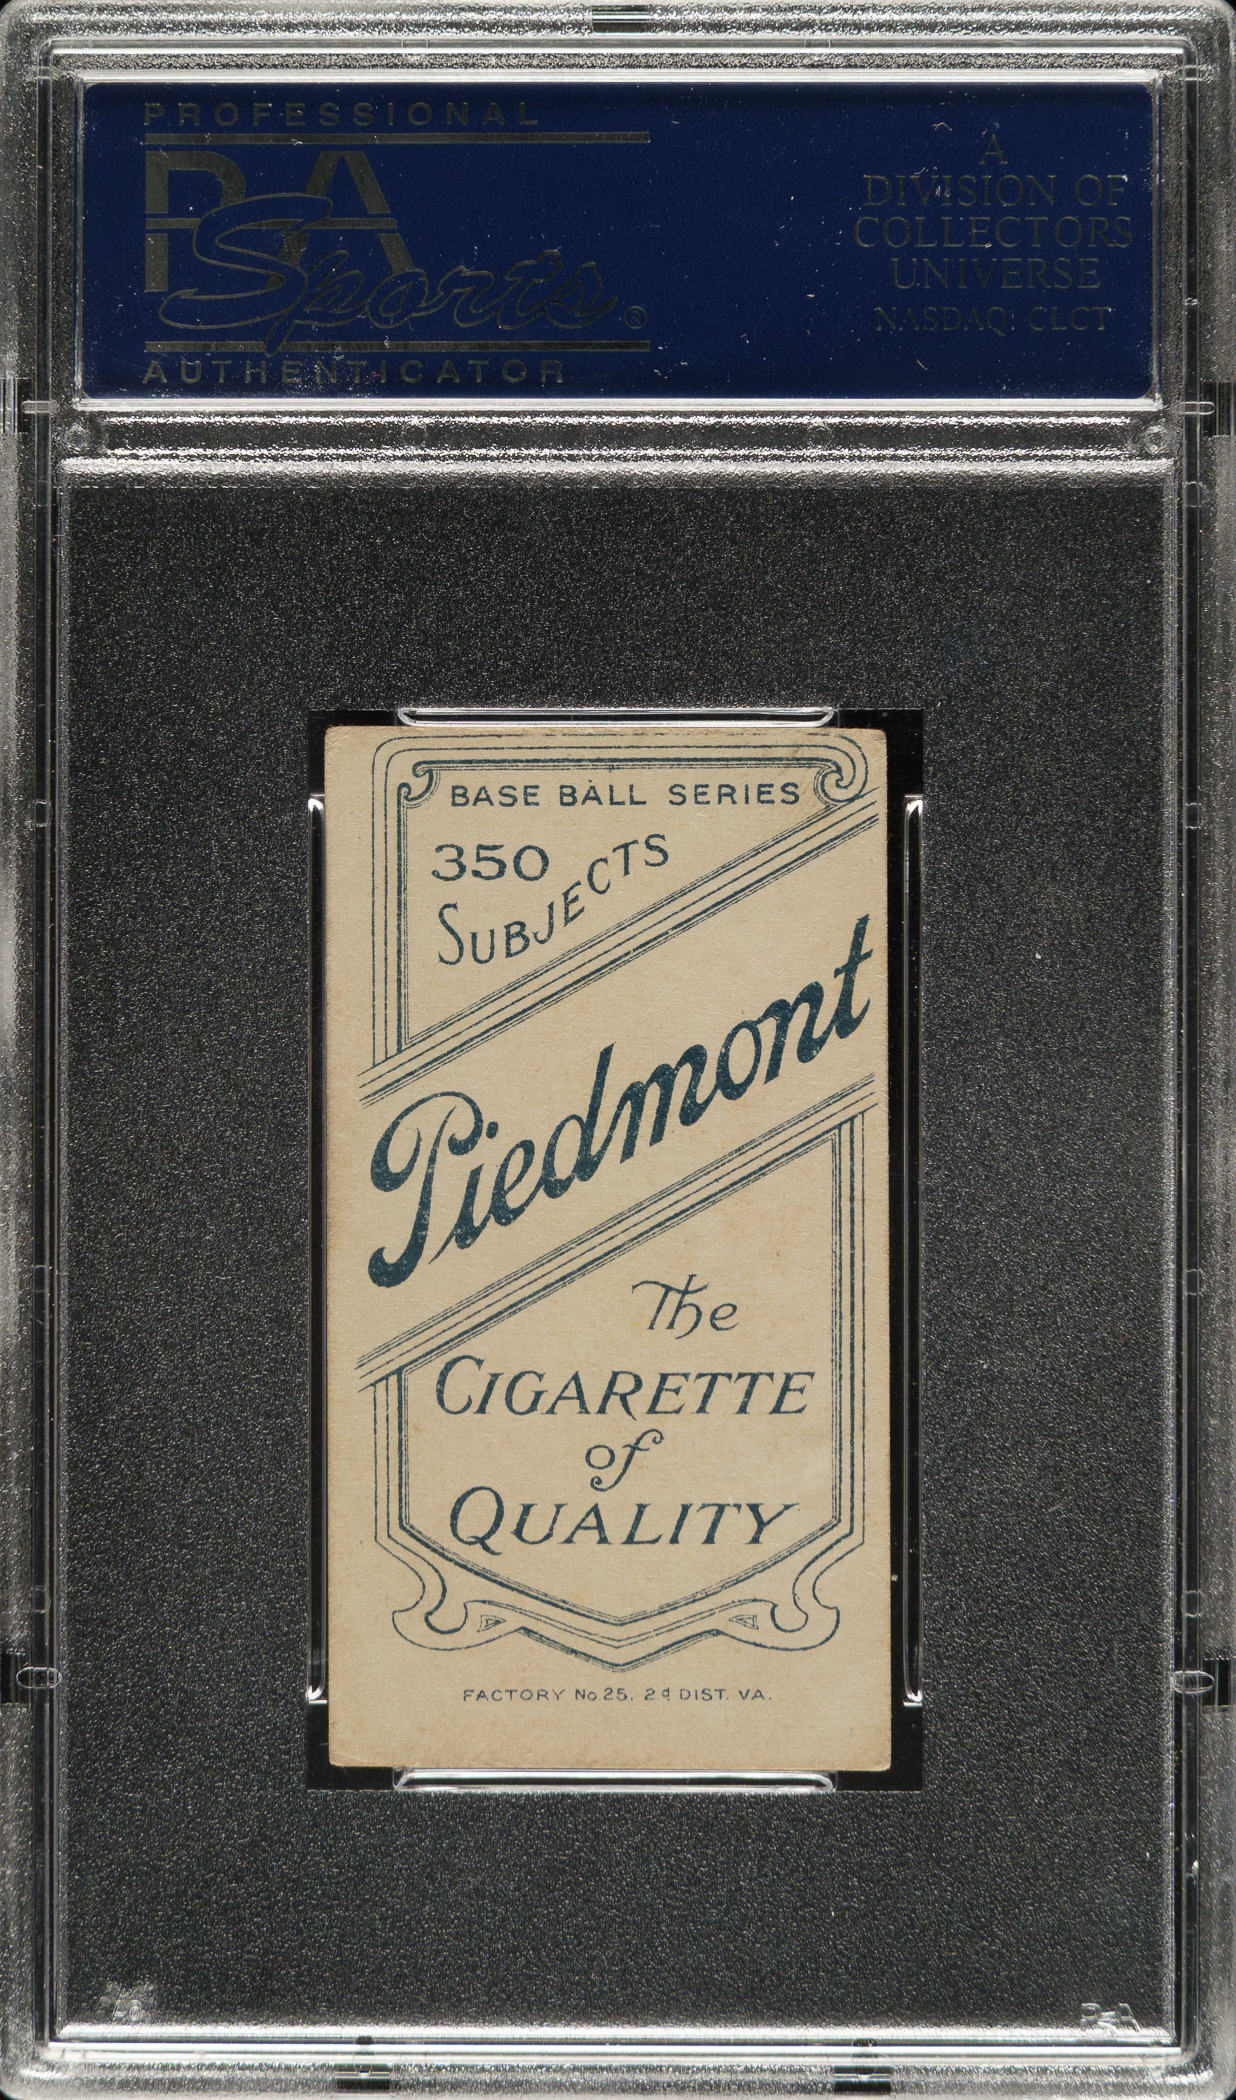 PROFESSIONAL
PSA
Sports®
AUTHENTICATOR
A
DIVISION OF
COLLECTORS
UNIVERSE
NASDAQ: CLCT
BASE BALL SERIES
350
SUBJECTS
Piedmont
The
CIGARETTE
of
QUALITY
FACTORY No. 25, 2d DIST. VA.
PSA